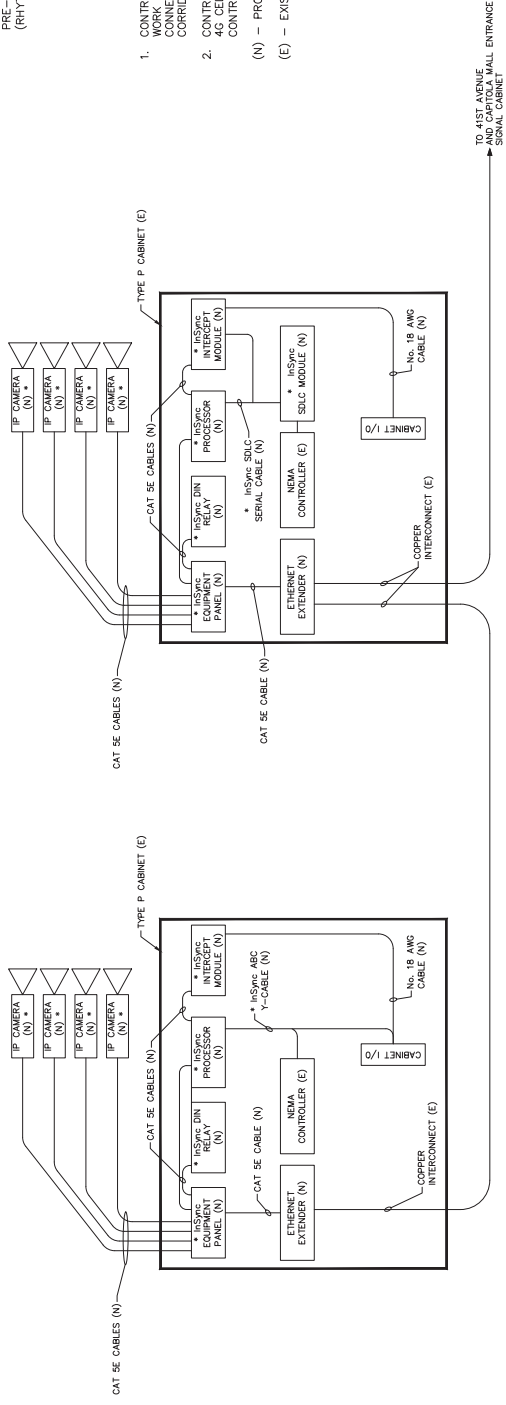 PRE-
(RHY
1. CONTR
WORK
CONNE
CORRID
2. CONTR
4G CEL
CONTR
(N) – PRO
(E) – EXIS
IP CAMERA
(N) *
IP CAMERA
(N) *
IP CAMERA
(N) *
IP CAMERA
(N) *
CAT 5E CABLES (N)
TYPE P CABINET (E)
* InSync
EQUIPMENT
PANEL (N)
* InSync DIN
RELAY
(N)
* InSync
PROCESSOR
(N)
* InSync
INTERCEPT
MODULE (N)
CAT 5E CABLES (N)
* InSync ABC
Y-CABLE (N)
CAT 5E CABLE (N)
ETHERNET
EXTENDER (N)
NEMA
CONTROLLER (E)
CABINET I/O
No. 18 AWG
CABLE (N)
COPPER
INTERCONNECT (E)
IP CAMERA
(N) *
IP CAMERA
(N) *
IP CAMERA
(N) *
IP CAMERA
(N) *
CAT 5E CABLES (N)
TYPE P CABINET (E)
* InSync
EQUIPMENT
PANEL (N)
* InSync DIN
RELAY
(N)
* InSync
PROCESSOR
(N)
* InSync
INTERCEPT
MODULE (N)
CAT 5E CABLES (N)
* InSync SDLC
SERIAL CABLE (N)
* InSync
SDLC MODULE (N)
CAT 5E CABLE (N)
ETHERNET
EXTENDER (N)
NEMA
CONTROLLER (E)
CABINET I/O
No. 18 AWG
CABLE (N)
COPPER
INTERCONNECT (E)
TO 41ST AVENUE
AND CAPITOLA MALL ENTRANCE
SIGNAL CABINET